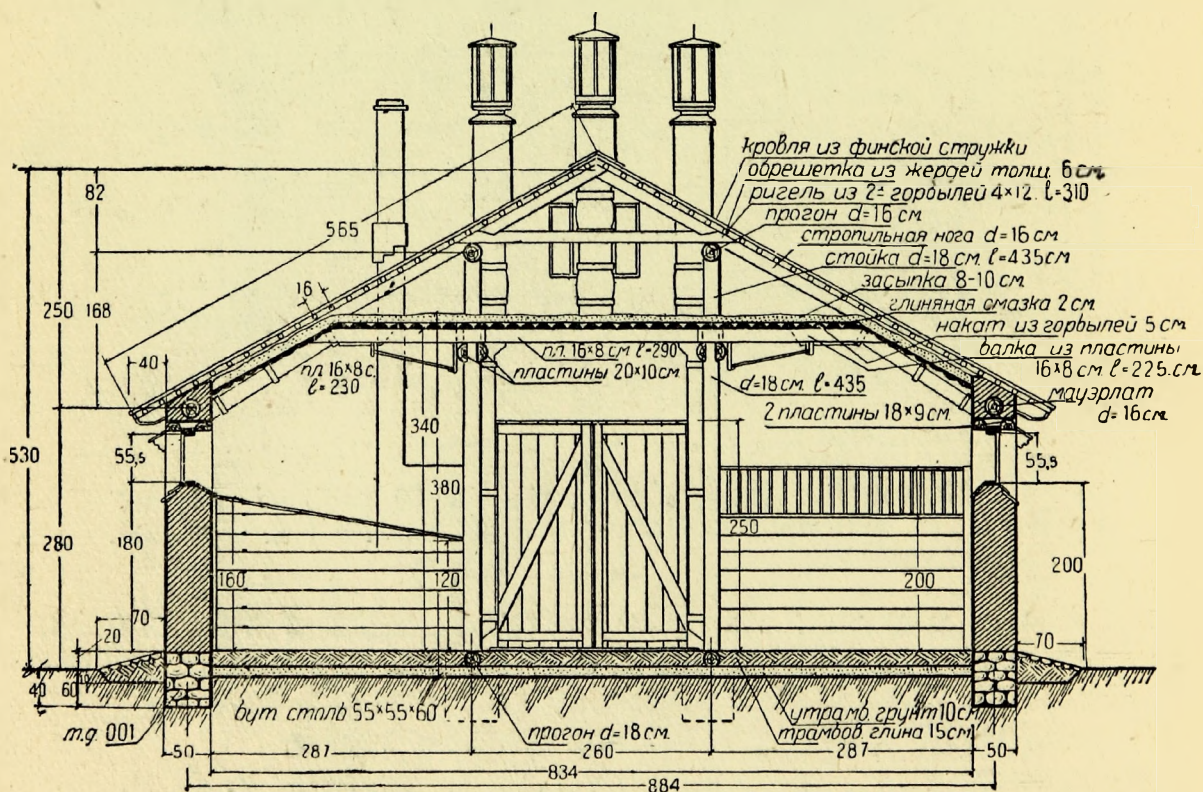 кровля из финской стружки
обрешетка из жердей толщ. 6 см.
ригель из 2х горбылей 4×12. l=310
прогон d=16 см
стропильная нога d=16 см
стойка d=18 см. l=435 см
засыпка 8-10 см.
глиняная смазка 2 см
накат из горбылей 5 см
балка из пластины
16×8 см. l=225. см
мауэрлат
d=16 см
82
565
250
168
16
40
пл. 16×8 с.
l=230
пл. 16×8 см l=290
пластины 20×10 см.
d=18 см. l=435
2 пластины 18×9 см.
340
380
530
55,5
55,5
280
180
160
120
250
200
200
70
70
20
40
60
10
т.д. 001
бут столб 55×55×60
прогон d=18 см.
утрамб. грунт 10 см
трамбов. глина 15 см.
50
287
260
287
50
834
884